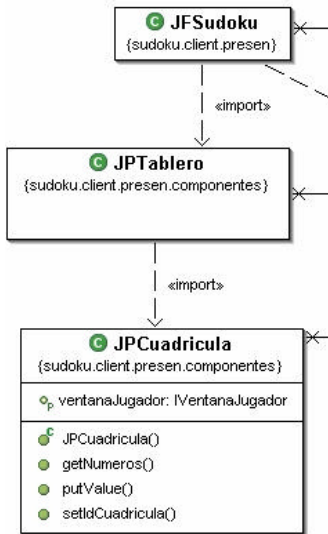 JFSudoku
{sudoku.client.presen}
«import»
JPTablero
{sudoku.client.presen.componentes}
«import»
JPCuadricula
{sudoku.client.presen.componentes}
ventanaJugador: IVentanaJugador
JPCuadricula()
getNumeros()
putValue()
setIdCuadricula()